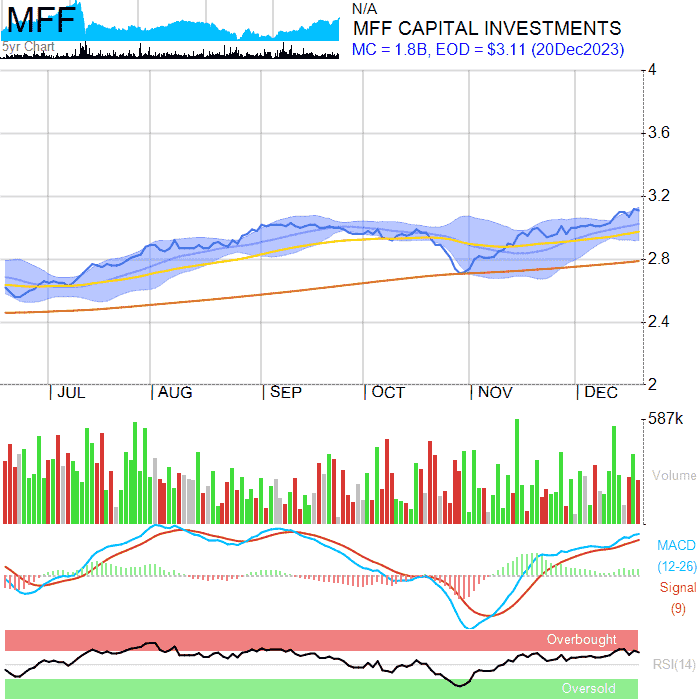 MFF
5yr Chart
N/A
MFF CAPITAL INVESTMENTS
MC = 1.8B, EOD = $3.11 (20Dec2023)
4
3.6
3.2
2.8
2.4
2
|JUL |AUG |SEP |OCT |NOV |DEC
587k
Volume
MACD
(12-26)
Signal
(9)
Overbought
RSI(14)
Oversold